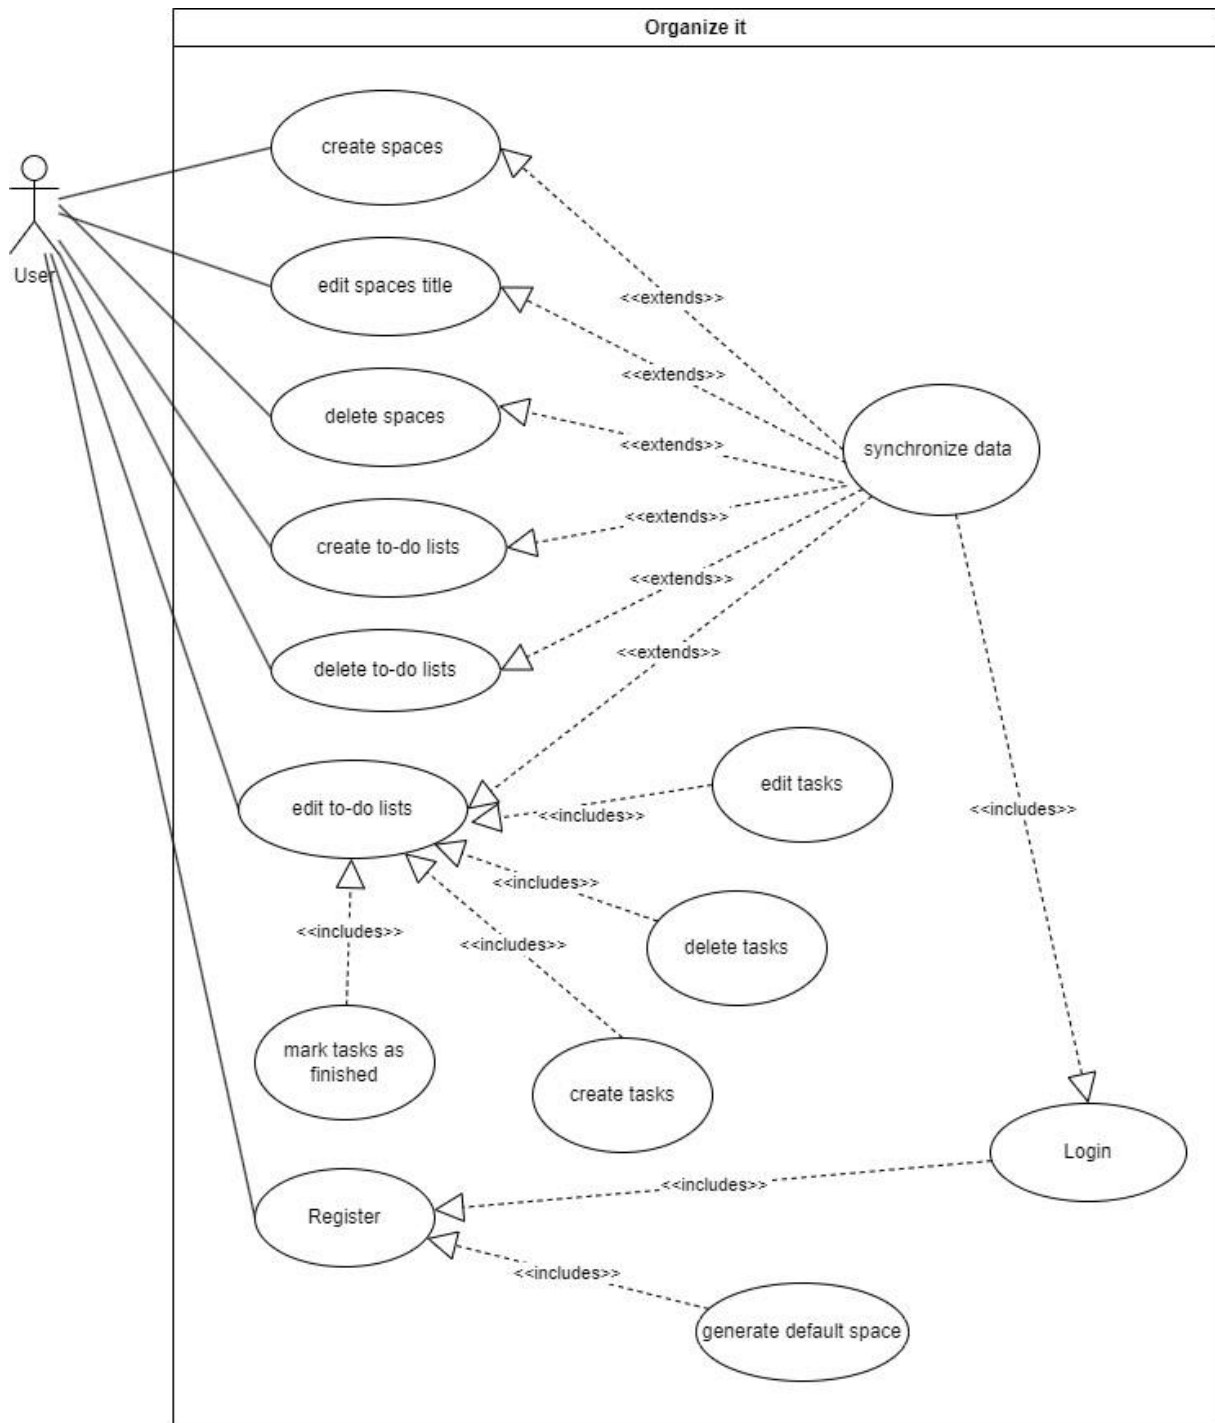 Organize it
create spaces
User
edit spaces title
<<extends>>
<<extends>>
delete spaces
<<extends>>
synchronize data
<<extends>>
create to-do lists
<<extends>>
delete to-do lists
<<extends>>
edit tasks
edit to-do lists
<<includes>>
<<includes>>
<<includes>>
<<includes>>
<<includes>>
delete tasks
mark tasks as
finished
create tasks
Login
<<includes>>
Register
<<includes>>
generate default space